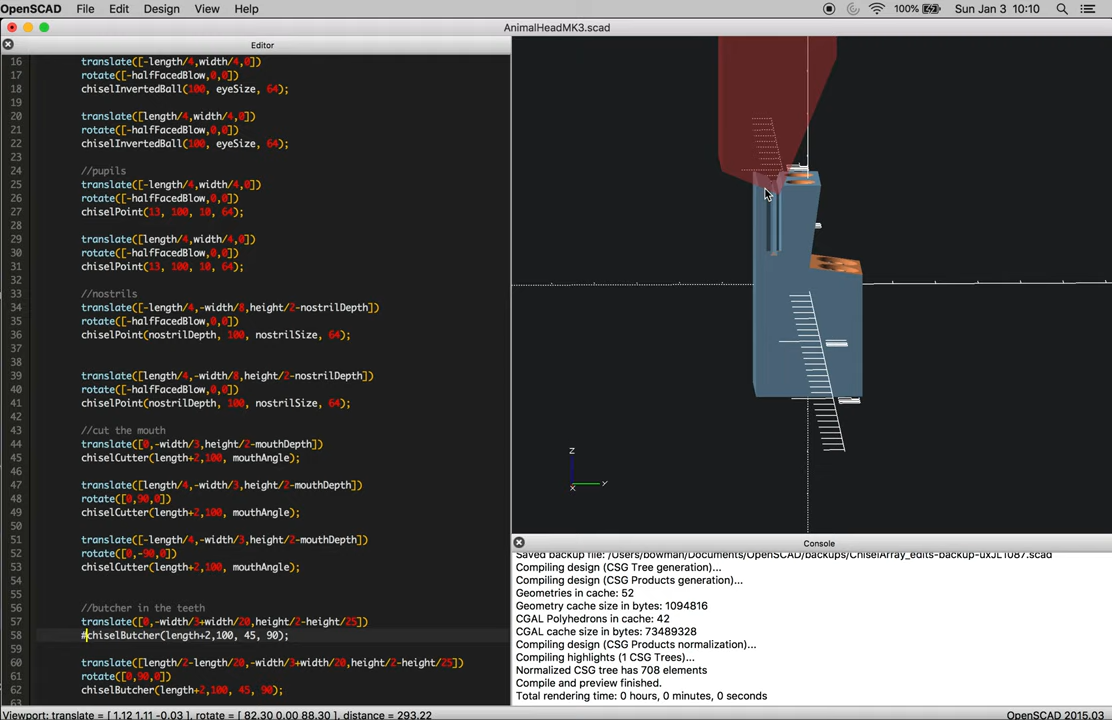 OpenSCAD File Edit Design View Help 100% Sun Jan 3 10:10
AnimalHeadMK3.scad
Editor
16 translate([-length/4,width/4,0])
17 rotate([-halfFacedBlow,0,0])
18 chiselInvertedBall(100, eyeSize, 64);
19
20 translate([length/4,width/4,0])
21 rotate([-halfFacedBlow,0,0])
22 chiselInvertedBall(100, eyeSize, 64);
23
24 //pupils
25 translate([-length/4,width/4,0])
26 rotate([-halfFacedBlow,0,0])
27 chiselPoint(13, 100, 10, 64);
28
29 translate([length/4,width/4,0])
30 rotate([-halfFacedBlow,0,0])
31 chiselPoint(13, 100, 10, 64);
32
33 //nostrils
34 translate([-length/4,-width/8,height/2-nostrilDepth])
35 rotate([-halfFacedBlow,0,0])
36 chiselPoint(nostrilDepth, 100, nostrilSize, 64);
37
38
39 translate([length/4,-width/8,height/2-nostrilDepth])
40 rotate([-halfFacedBlow,0,0])
41 chiselPoint(nostrilDepth, 100, nostrilSize, 64);
42
43 //cut the mouth
44 translate([0,-width/3,height/2-mouthDepth])
45 chiselCutter(length+2,100, mouthAngle);
46
47 translate([length/4,-width/3,height/2-mouthDepth])
48 rotate([0,90,0])
49 chiselCutter(length+2,100, mouthAngle);
50
51 translate([-length/4,-width/3,height/2-mouthDepth])
52 rotate([0,-90,0])
53 chiselCutter(length+2,100, mouthAngle);
54
55
56 //butcher in the teeth
57 translate([0,-width/3+width/20,height/2-height/25])
58 #chiselButcher(length+2,100, 45, 90);
59
60 translate([length/2-length/20,-width/3+width/20,height/2-height/25])
61 rotate([0,90,0])
62 chiselButcher(length+2,100, 45, 90);
63
Z
Y
X
Console
Saved backup file: /Users/bowman/Documents/OpenSCAD/backups/ChiselArray_edits-backup-uxJL1087.scad
Compiling design (CSG Tree generation)...
Compiling design (CSG Products generation)...
Geometries in cache: 52
Geometry cache size in bytes: 1094816
CGAL Polyhedrons in cache: 42
CGAL cache size in bytes: 73489328
Compiling design (CSG Products normalization)...
Compiling highlights (1 CSG Trees)...
Normalized CSG tree has 708 elements
Compile and preview finished.
Total rendering time: 0 hours, 0 minutes, 0 seconds
Viewport: translate = [ 1.12 1.11 -0.03 ], rotate = [ 82.30 0.00 88.30 ], distance = 293.22
OpenSCAD 2015.03